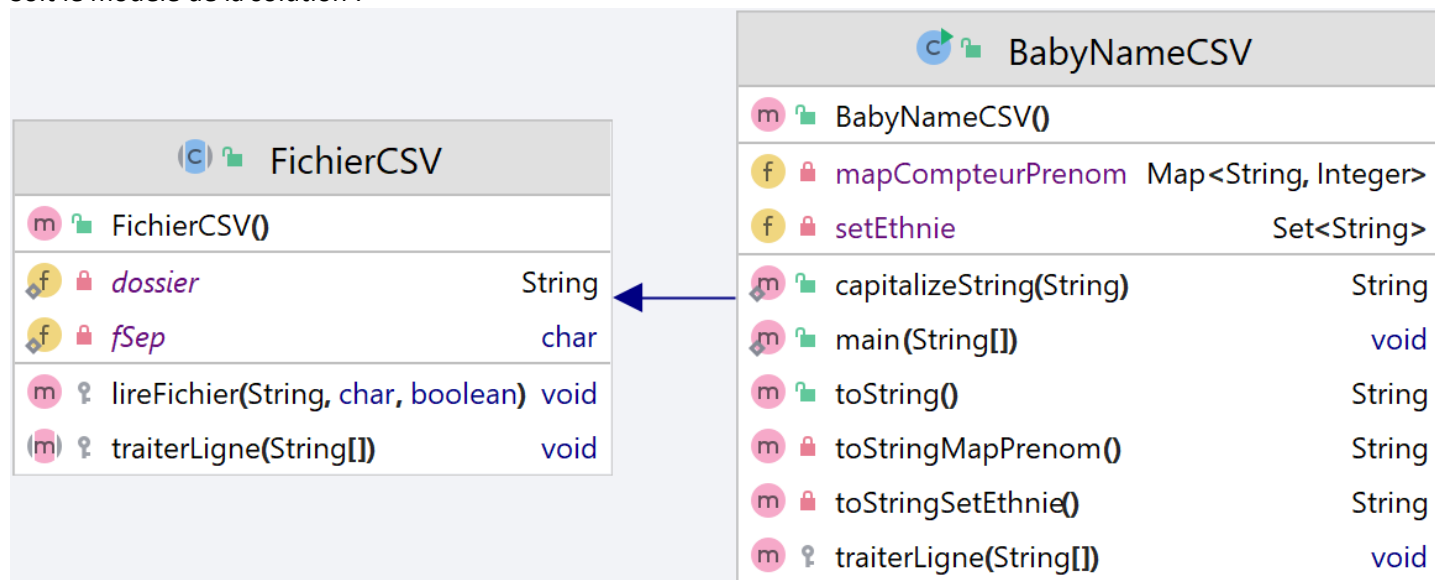 FichierCSV
m FichierCSV()
f dossier String
f fSep char
m lireFichier(String, char, boolean) void
m traiterLigne(String[]) void
C BabyNameCSV
m BabyNameCSV()
f mapCompteurPrenom Map<String, Integer>
f setEthnie Set<String>
m capitalizeString(String) String
m main(String[]) void
m toString() String
m toStringMapPrenom() String
m toStringSetEthnie() String
m traiterLigne(String[]) void